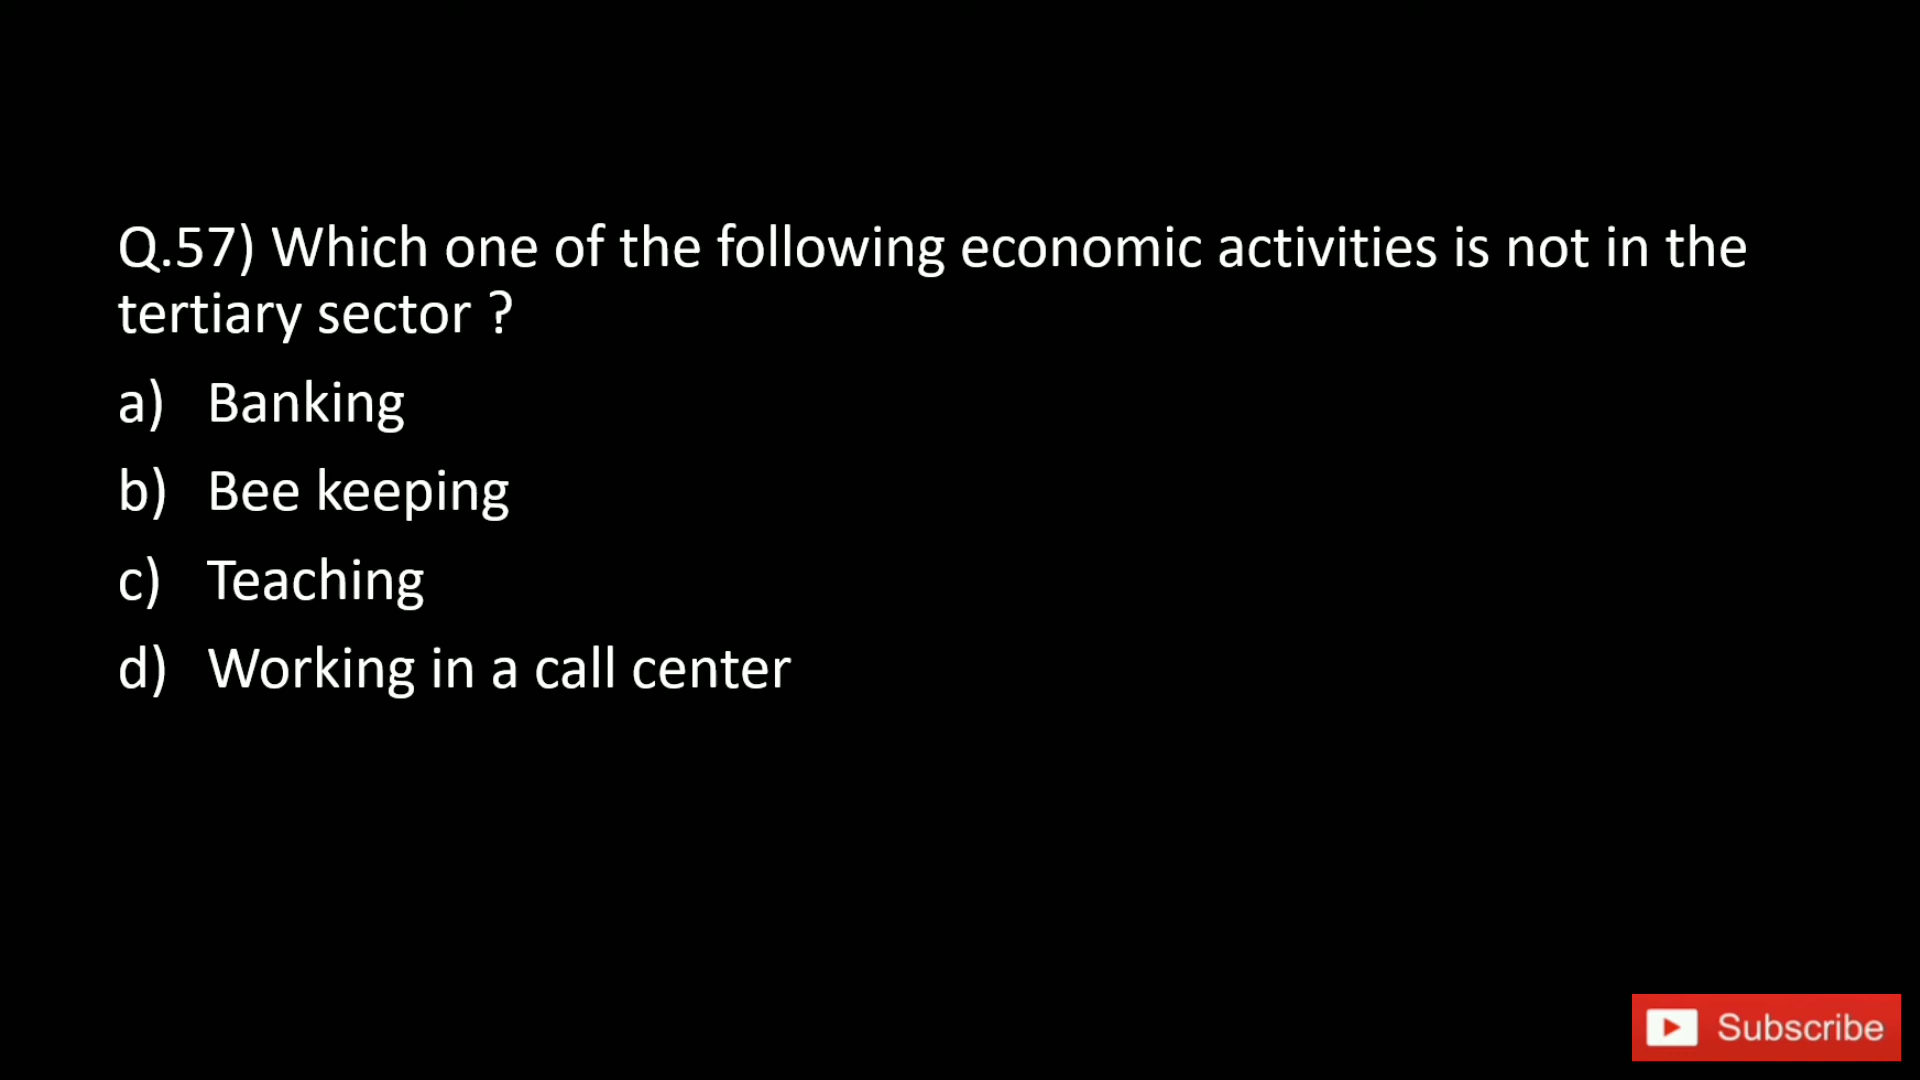 Q.57) Which one of the following economic activities is not in the
tertiary sector ?
a) Banking
b) Bee keeping
c) Teaching
d) Working in a call center
Subscribe